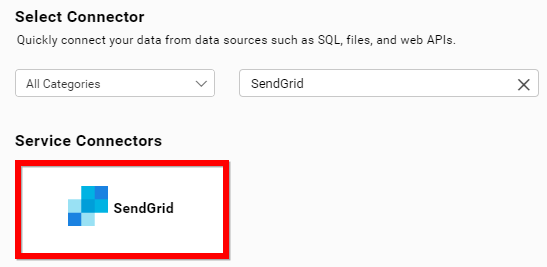 Select Connector
Quickly connect your data from data sources such as SQL, files, and web APIs.
All Categories
SendGrid
Service Connectors
SendGrid